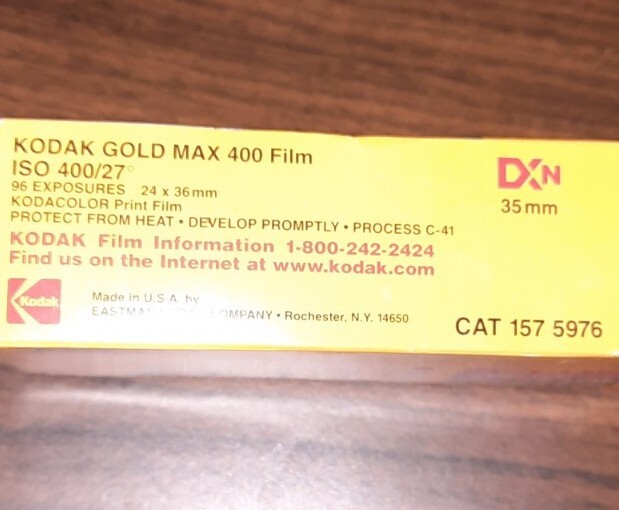 KODAK GOLD MAX 400 Film
ISO 400/27°
DXN
96 EXPOSURES 24 x 36mm
35mm
KODACOLOR Print Film
PROTECT FROM HEAT • DEVELOP PROMPTLY • PROCESS C-41
KODAK Film Information 1-800-242-2424
Find us on the Internet at www.kodak.com
Kodak
Made in U.S.A. by
EASTMAN COMPANY • Rochester, N.Y. 14650
CAT 157 5976